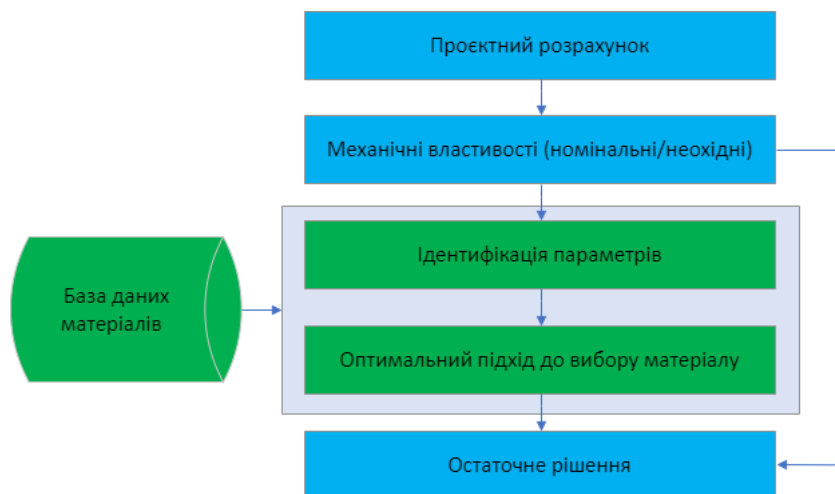 Проєктний розрахунок
Механічні властивості (номінальні/неохідні)
Ідентифікація параметрів
База даних
матеріалів
Оптимальний підхід до вибору матеріалу
Остаточне рішення